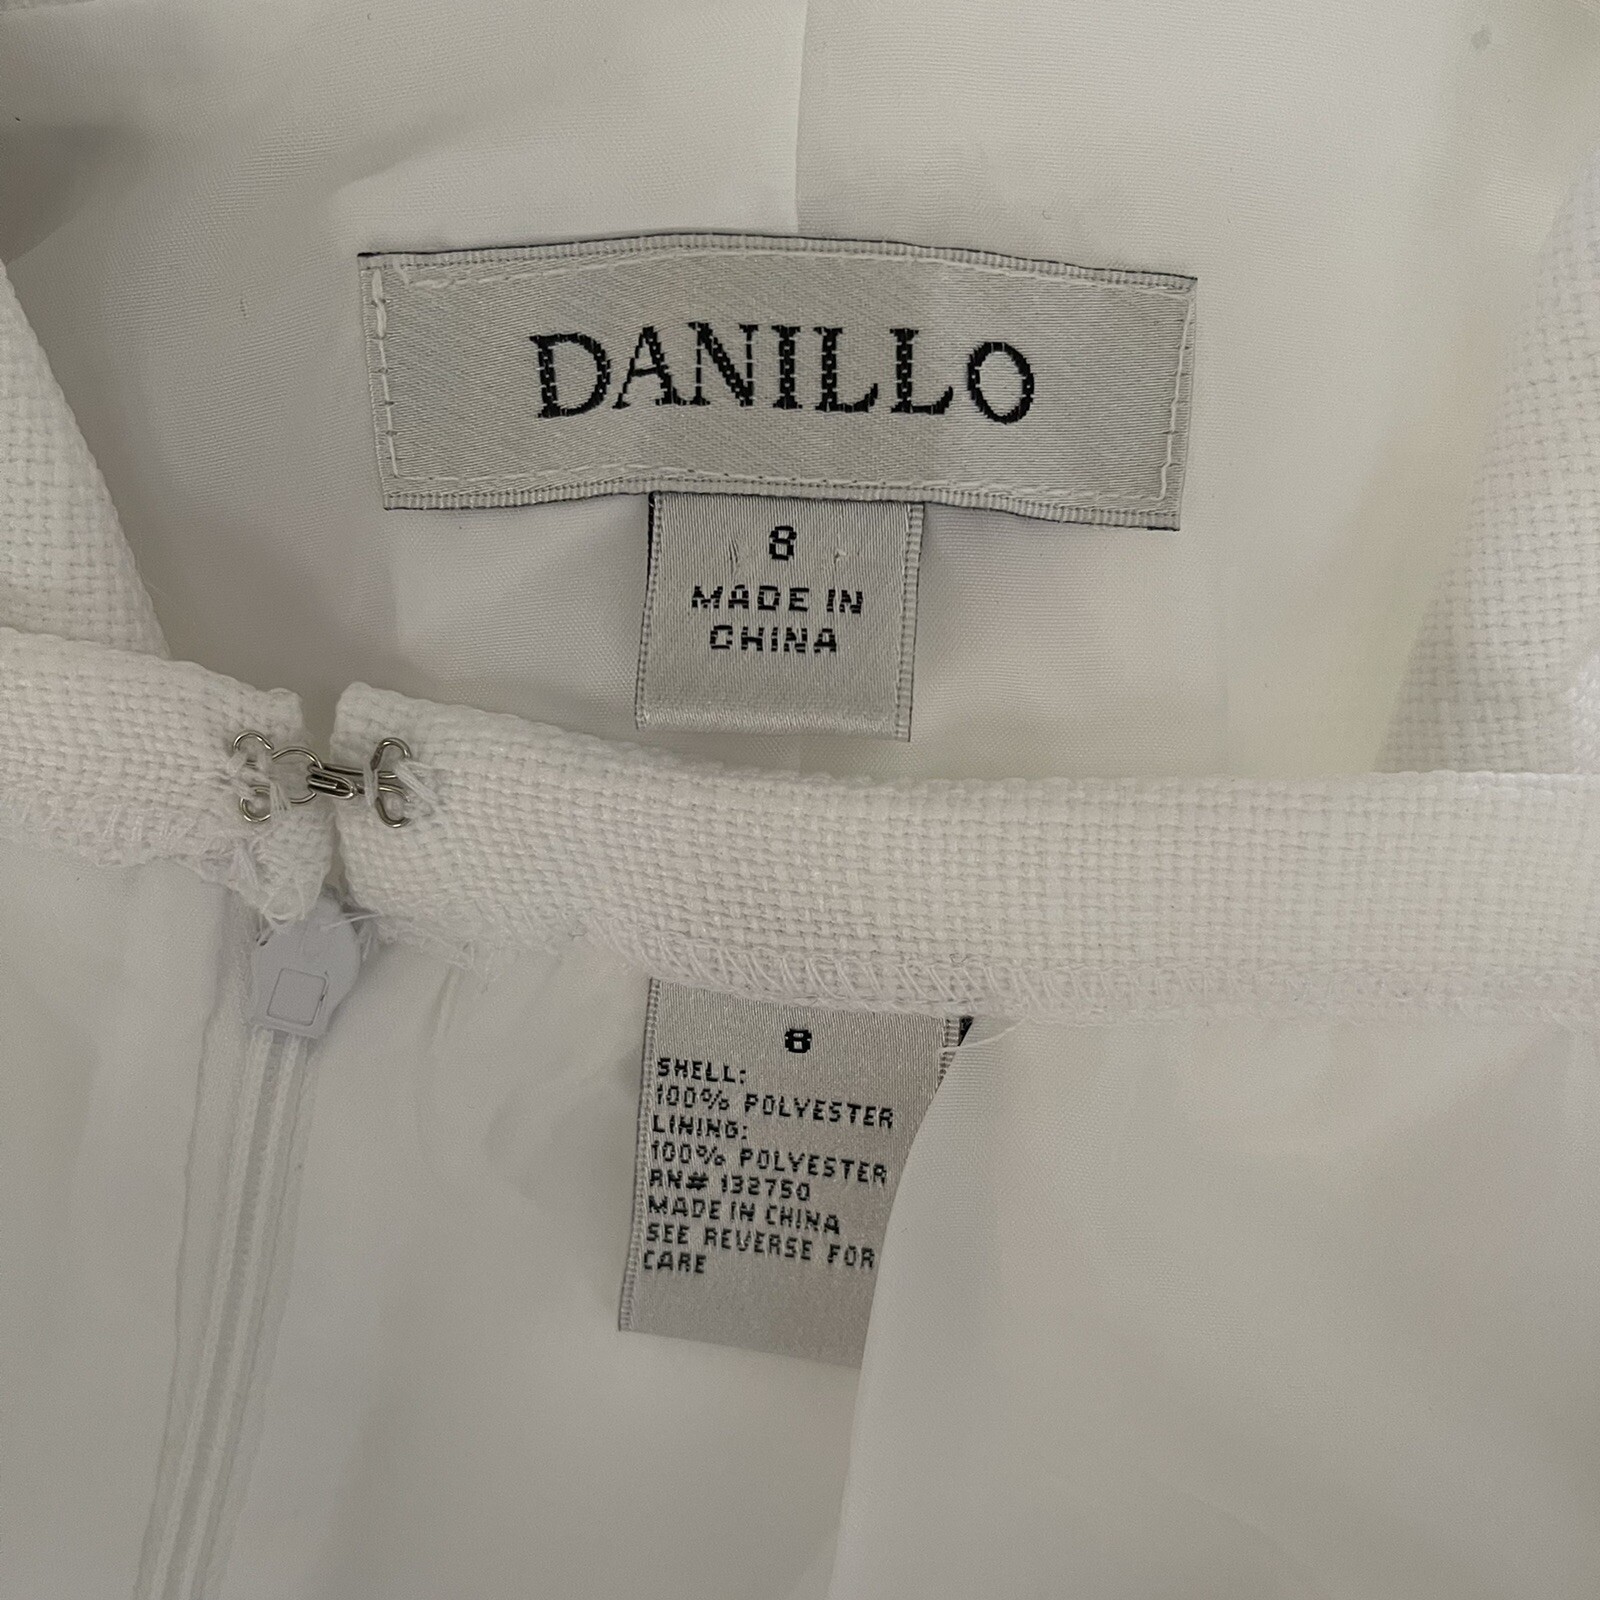 DANILLO
8
MADE IN
CHINA
8
SHELL:
100% POLYESTER
LINING:
100% POLYESTER
RN# 132750
MADE IN CHINA
SEE REVERSE FOR
CARE